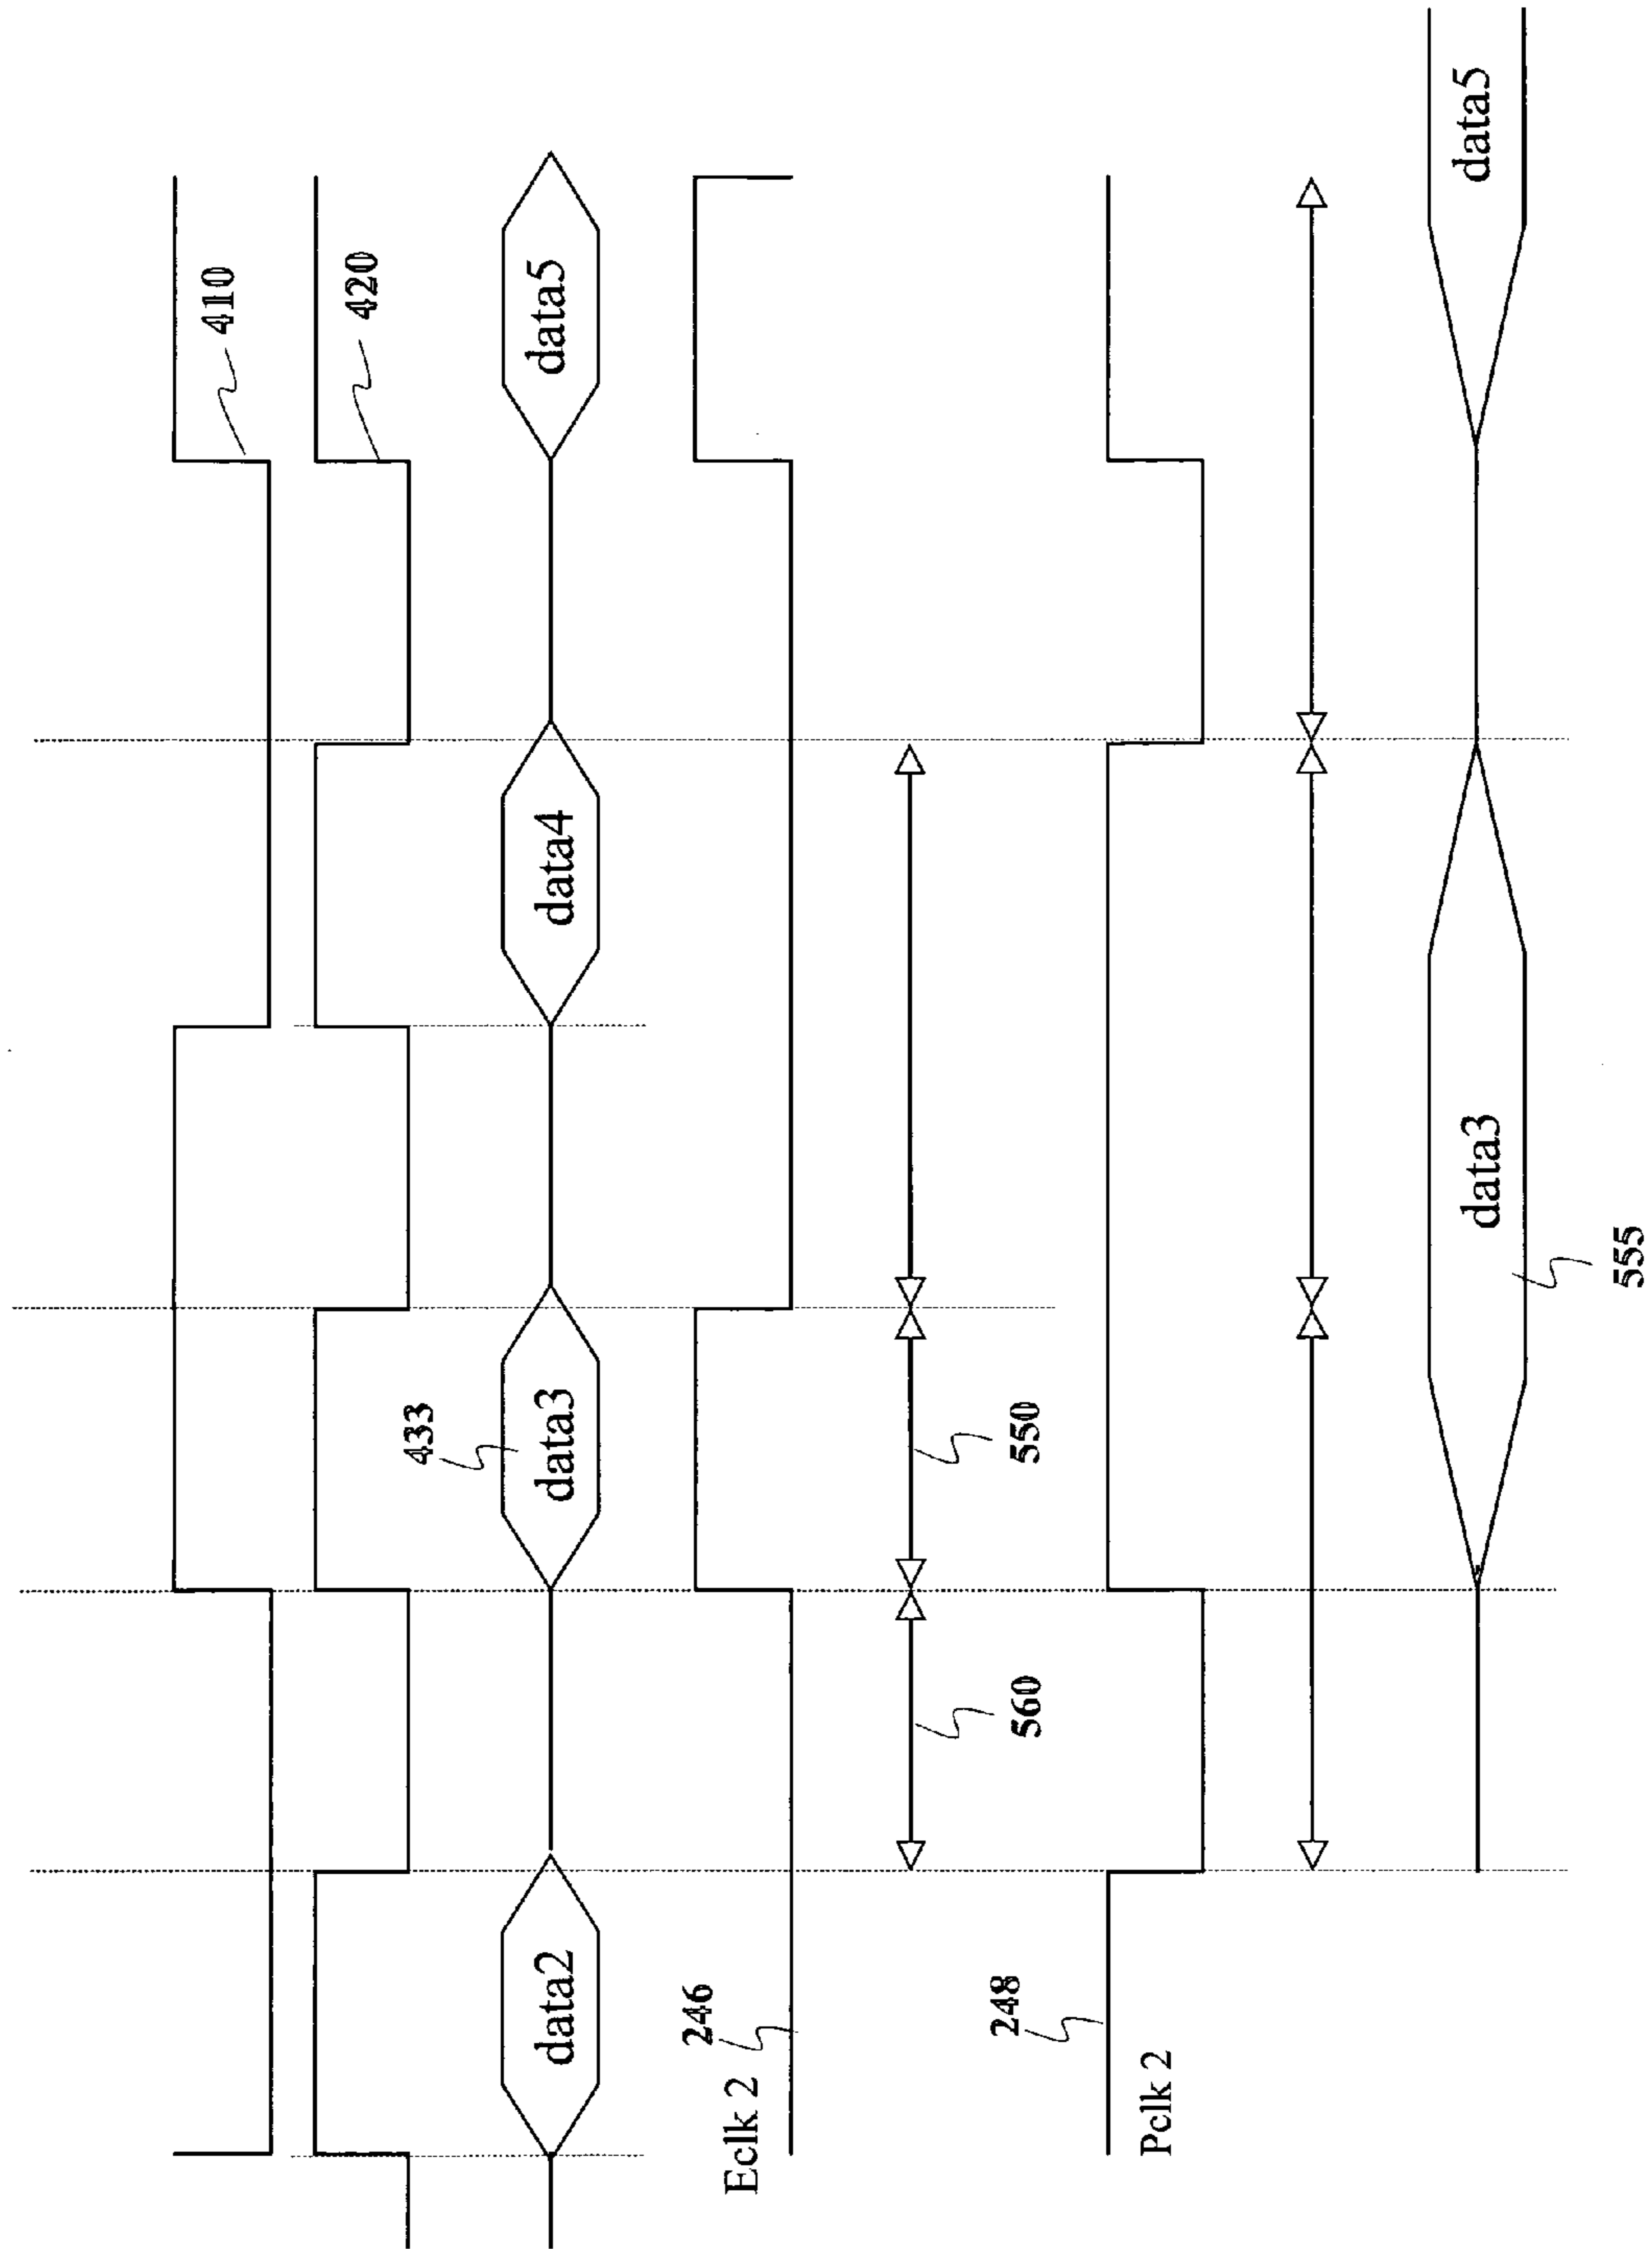 410
420
data2
data3
433
data4
data5
Eclk 2
246
560
550
Pclk 2
248
data3
555
data5